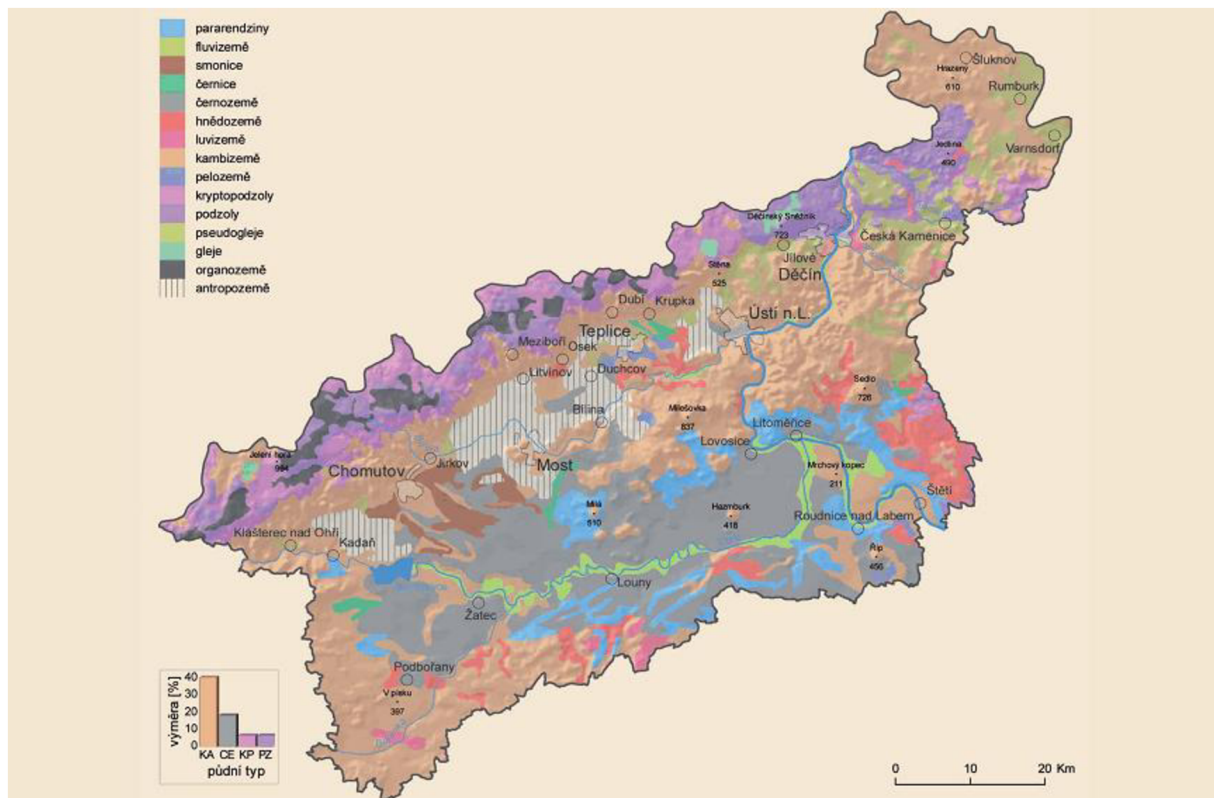 pararendziny
fluvizemě
smonice
černice
černozemě
hnědozemě
luvizemě
kambizemě
pelozemě
kryptopodzoly
podzoly
pseudogleje
gleje
organozemě
antropozemě
Šluknov
Hrazený
610
Rumburk
Varnsdorf
Jedlina
490
Děčínský Sněžník
723
Česká Kamenice
Jílové
Děčín
Stěna
525
Dubí
Krupka
Ústí n.L.
Teplice
Meziboří
Osek
Litvínov
Duchcov
Sedlo
726
Bílina
Milešovka
837
Litoměřice
Lovosice
Jelení hora
994
Chomutov
Jirkov
Most
Mrchový kopec
211
Štětí
Milá
510
Hazmburk
418
Roudnice nad Labem
Klášterec nad Ohří
Kadaň
Říp
456
Louny
Žatec
Podbořany
V písku
397
výměra [%]
40
30
20
10
0
KA CE KP PZ
půdní typ
0 10 20 Km